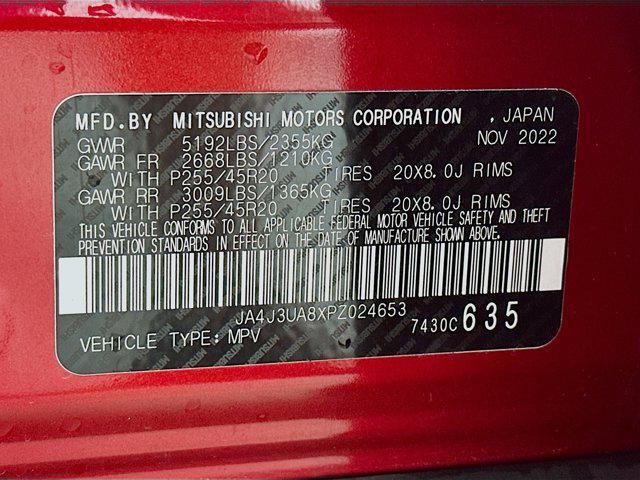 MFD.BY MITSUBISHI MOTORS CORPORATION , JAPAN
GVWR 5192LBS/2355KG NOV 2022
GAWR FR 2668LBS/1210KG
WITH P255/45R20 TIRES 20X8.0J RIMS
GAWR RR 3009LBS/1365KG
WITH P255/45R20 TIRES 20X8.0J RIMS
THIS VEHICLE CONFORMS TO ALL APPLICABLE FEDERAL MOTOR VEHICLE SAFETY AND THEFT
PREVENTION STANDARDS IN EFFECT ON THE DATE OF MANUFACTURE SHOWN ABOVE.
JA4J3UA8XPZ024653
VEHICLE TYPE: MPV 7430C 635